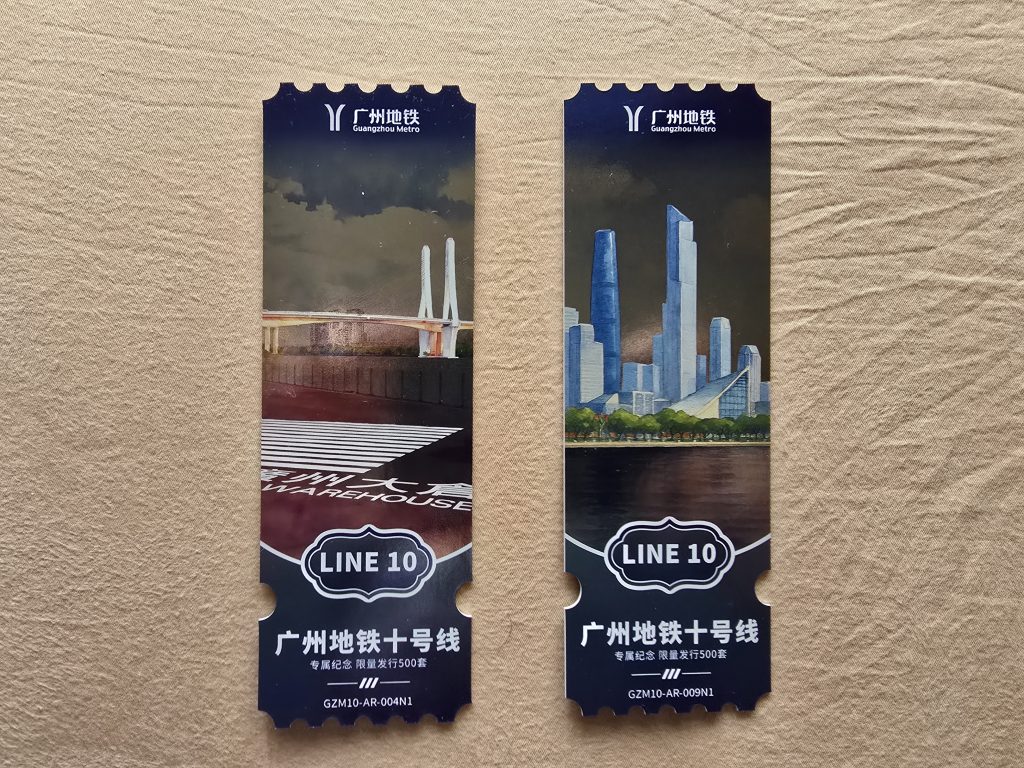 广州地铁
Guangzhou Metro
州大
WAREHOUSE
LINE 10
广州地铁十号线
专属纪念 限量发行500套
GZM10-AR-004N1
广州地铁
Guangzhou Metro
LINE 10
广州地铁十号线
专属纪念 限量发行500套
GZM10-AR-009N1